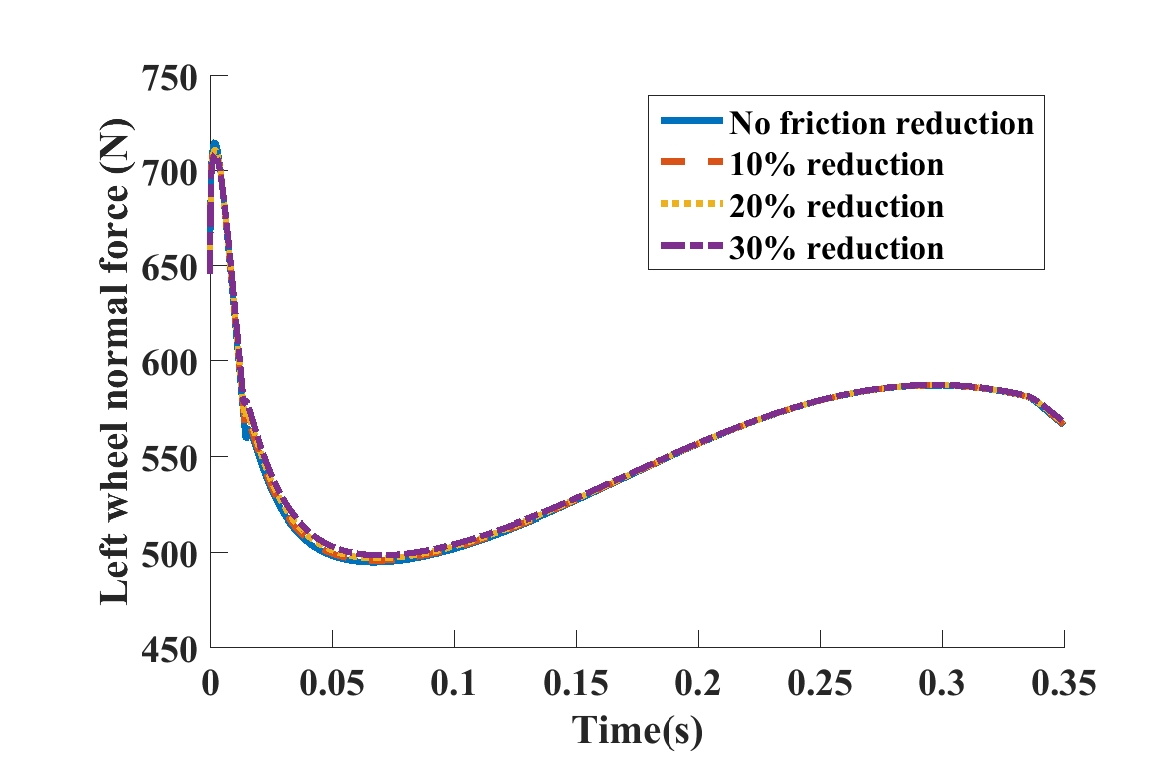 750
700
650
600
550
500
450
Left wheel normal force (N)
No friction reduction
10% reduction
20% reduction
30% reduction
0 0.05 0.1 0.15 0.2 0.25 0.3 0.35
Time(s)